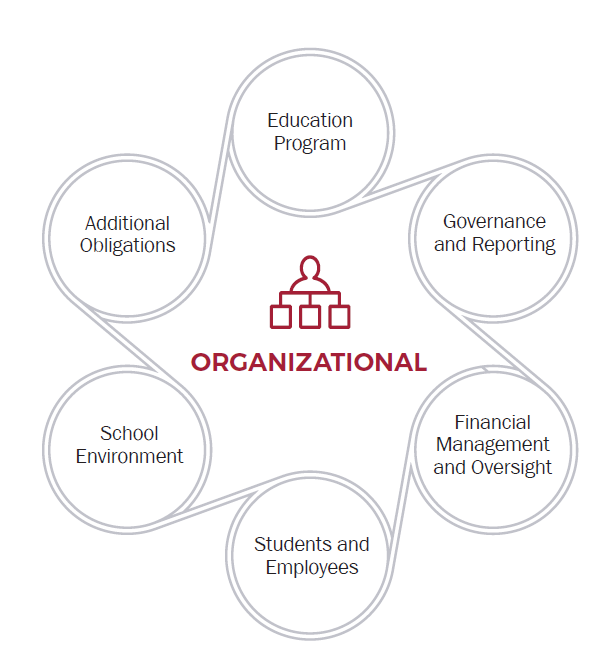 Education
Program
Governance
and Reporting
Financial
Management
and Oversight
Students and
Employees
School
Environment
Additional
Obligations
ORGANIZATIONAL